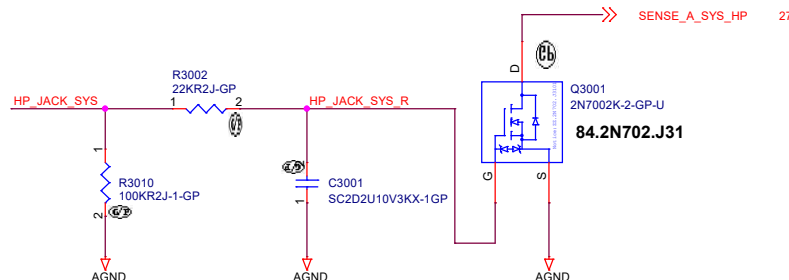 SENSE_A_SYS_HP 27
R3002
22KR2J-GP
D
Q3001
2N7002K-2-GP-U
HP_JACK_SYS
1 2
HP_JACK_SYS_R
84.2N702.J31
1
R3010
100KR2J-1-GP
2
C3001
1
SC2D2U10V3KX-1GP
G
S
AGND
AGND
AGND